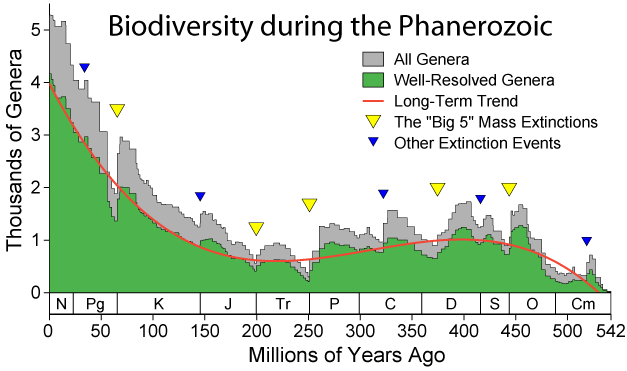 Biodiversity during the Phanerozoic
All Genera
Well-Resolved Genera
Long-Term Trend
The "Big 5" Mass Extinctions
Other Extinction Events
Thousands of Genera
5
4
3
2
1
0
N Pg K J Tr P C D S O Cm
0 50 100 150 200 250 300 350 400 450 500 542
Millions of Years Ago